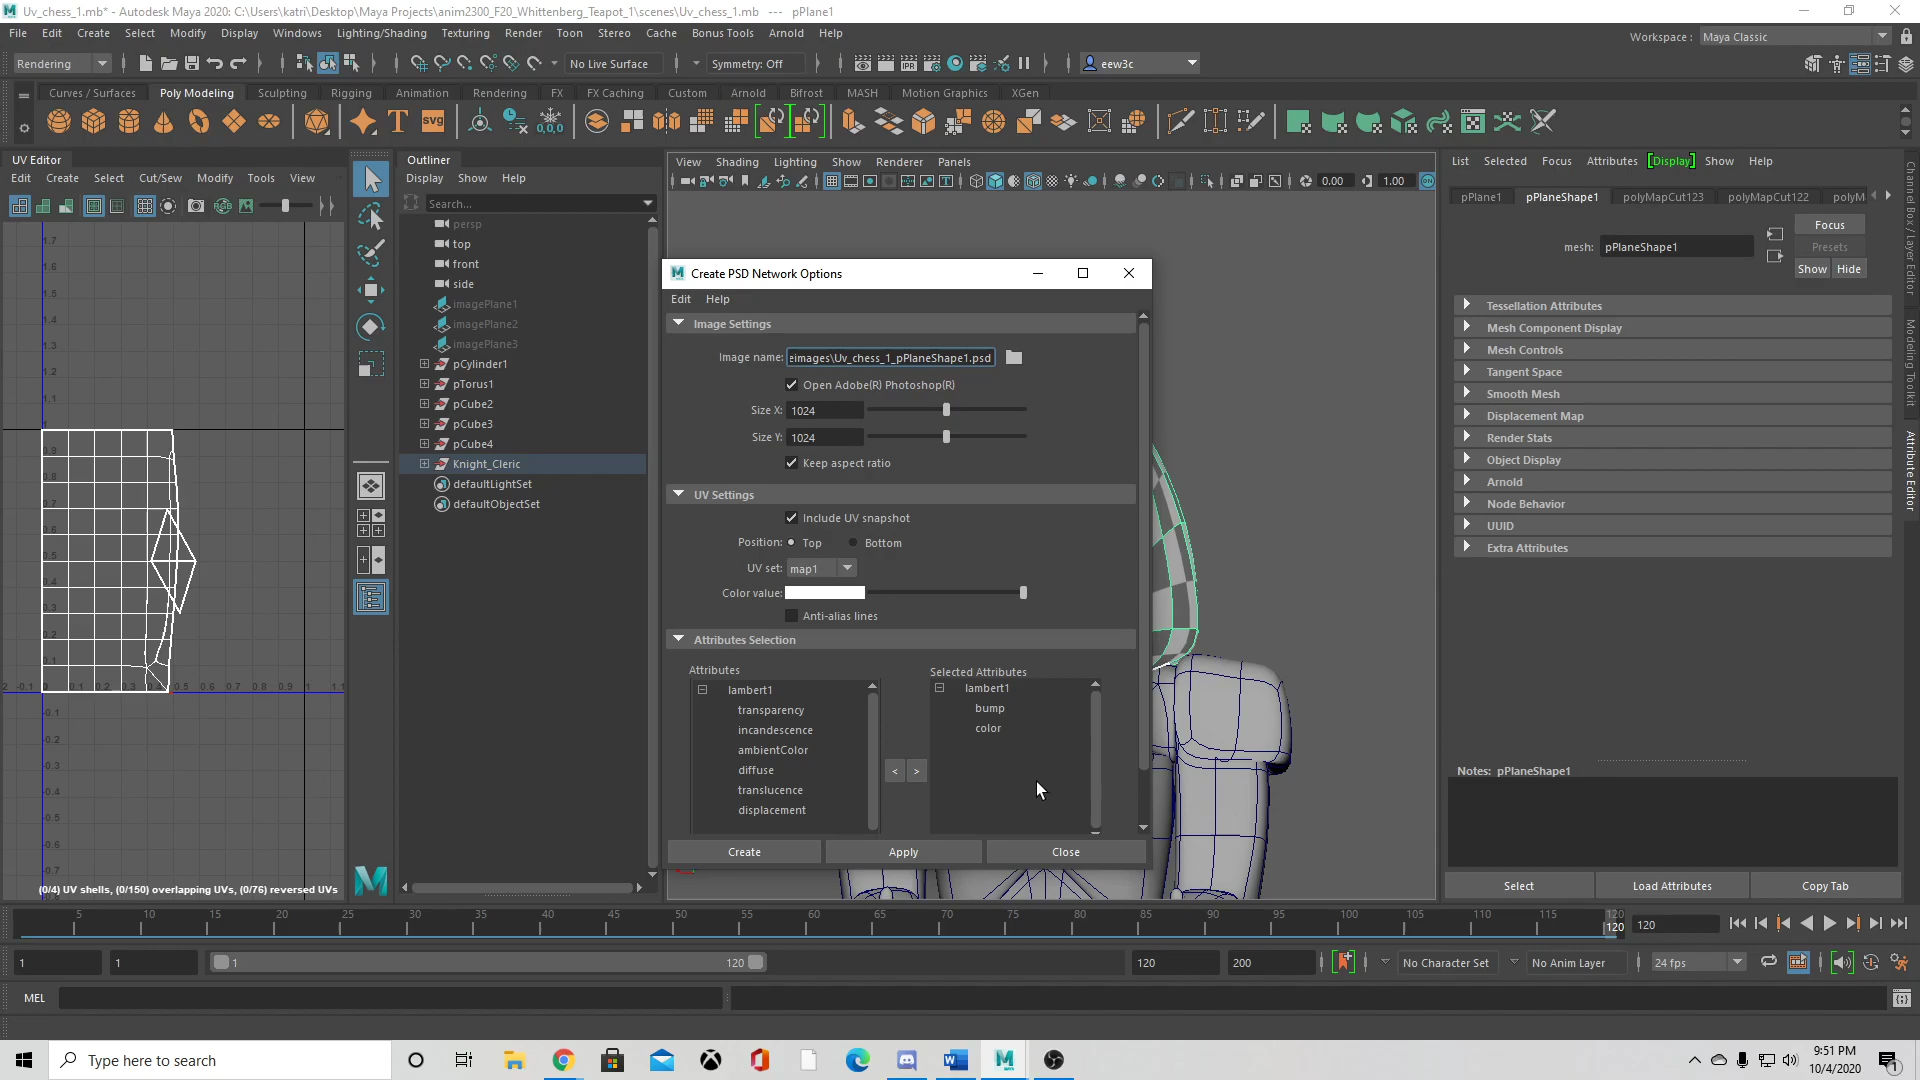 Uv_chess_1.mb* - Autodesk Maya 2020: C:\Users\katri\Desktop\Maya Projects\anim2300_F20_Whittenberg_Teapot_1\scenes\Uv_chess_1.mb --- pPlane1
File Edit Create Select Modify Display Windows Lighting/Shading Texturing Render Toon Stereo Cache Bonus Tools Arnold Help
Workspace : Maya Classic
Rendering No Live Surface Symmetry: Off eew3c
Curves / Surfaces Poly Modeling Sculpting Rigging Animation Rendering FX FX Caching Custom Arnold Bifrost MASH Motion Graphics XGen
UV Editor
Edit Create Select Cut/Sew Modify Tools View
Outliner
Display Show Help
Search...
persp
top
front
side
imagePlane1
imagePlane2
imagePlane3
pCylinder1
pTorus1
pCube2
pCube3
pCube4
Knight_Cleric
defaultLightSet
defaultObjectSet
(0/4) UV shells, (0/150) overlapping UVs, (0/76) reversed UVs
View Shading Lighting Show Renderer Panels
0.00 1.00
Create PSD Network Options
Edit Help
Image Settings
Image name: eimages\Uv_chess_1_pPlaneShape1.psd
Open Adobe(R) Photoshop(R)
Size X: 1024
Size Y: 1024
Keep aspect ratio
UV Settings
Include UV snapshot
Position: Top Bottom
UV set: map1
Color value:
Anti-alias lines
Attributes Selection
Attributes
lambert1
transparency
incandescence
ambientColor
diffuse
translucence
displacement
< >
Selected Attributes
lambert1
bump
color
Create Apply Close
List Selected Focus Attributes Display Show Help
pPlane1 pPlaneShape1 polyMapCut123 polyMapCut122 polyM
mesh: pPlaneShape1
Focus
Presets
Show Hide
Tessellation Attributes
Mesh Component Display
Mesh Controls
Tangent Space
Smooth Mesh
Displacement Map
Render Stats
Object Display
Arnold
Node Behavior
UUID
Extra Attributes
Notes: pPlaneShape1
Select Load Attributes Copy Tab
Channel Box / Layer Editor
Modeling Toolkit
Attribute Editor
5 10 15 20 25 30 35 40 45 50 55 60 65 70 75 80 85 90 95 100 105 110 115 120
120 120
1 1 1 120 120 200 No Character Set No Anim Layer 24 fps
MEL
Type here to search
9:51 PM
10/4/2020